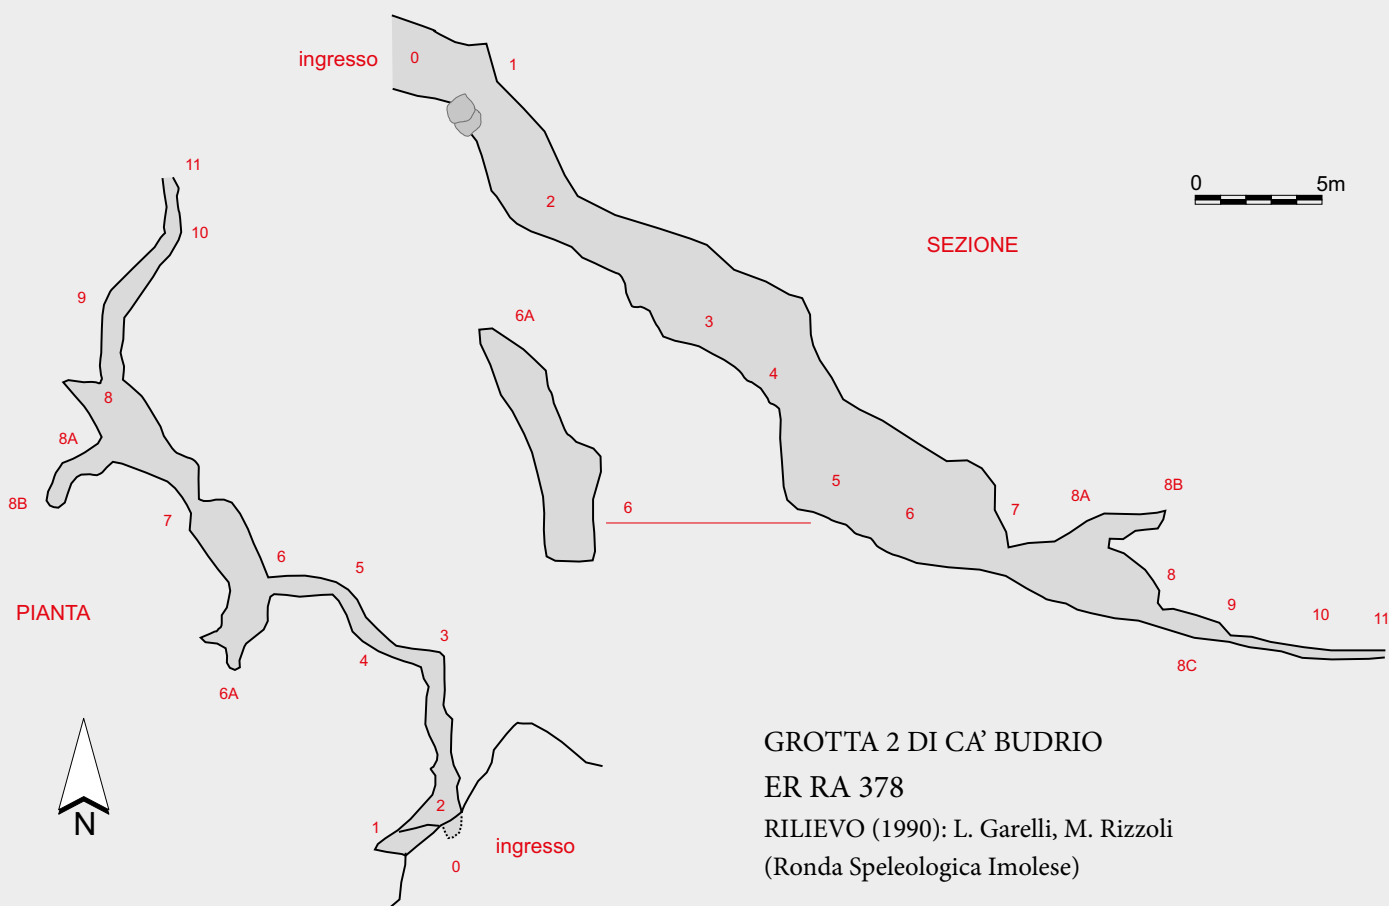 ingresso
0
1
2
3
4
5
6
7
8A
8B
8
9
10
11
8C
6A
6
0 5m
SEZIONE
11
10
9
8
8A
8B
7
6
5
6A
4
3
2
1
0
ingresso
PIANTA
N
GROTTA 2 DI CA’ BUDRIO
ER RA 378
RILIEVO (1990): L. Garelli, M. Rizzoli
(Ronda Speleologica Imolese)